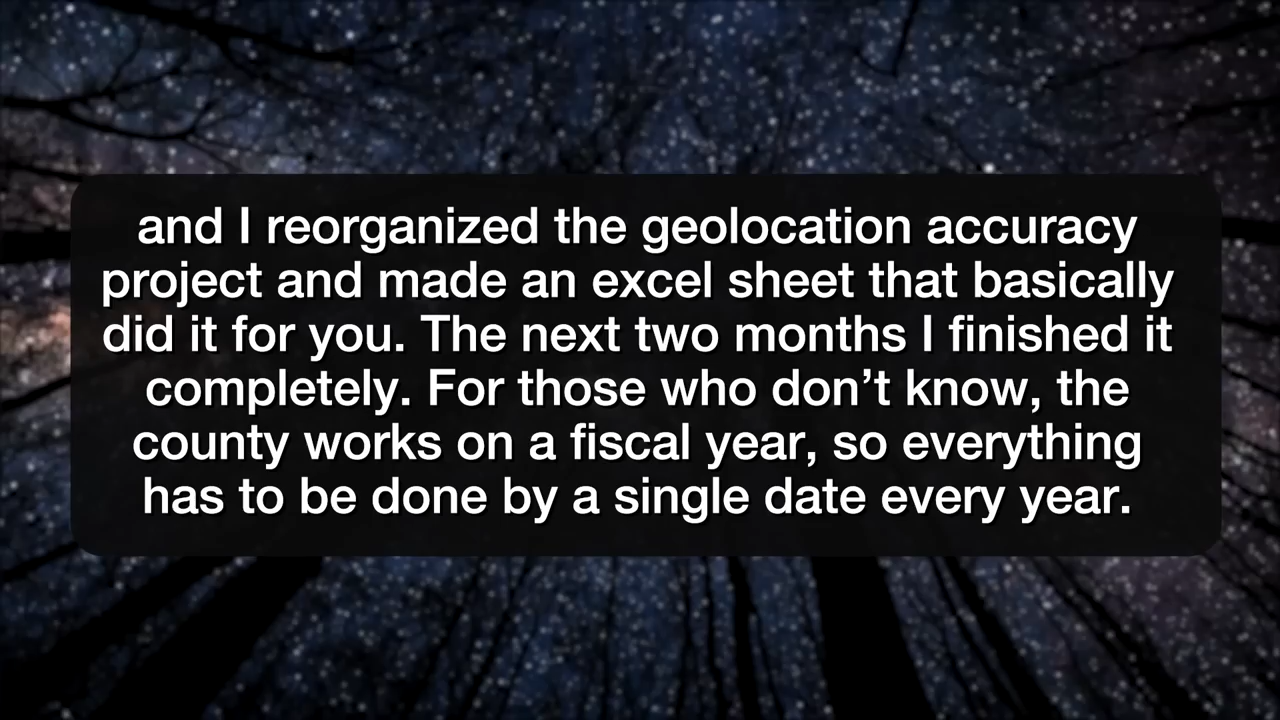 and I reorganized the geolocation accuracy
project and made an excel sheet that basically
did it for you. The next two months I finished it
completely. For those who don’t know, the
county works on a fiscal year, so everything
has to be done by a single date every year.